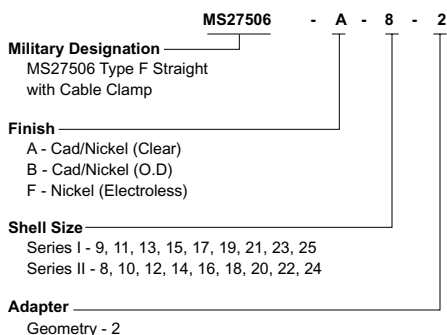 MS27506 - A - 8 - 2
Military Designation
MS27506 Type F Straight
with Cable Clamp
Finish
A - Cad/Nickel (Clear)
B - Cad/Nickel (O.D)
F - Nickel (Electroless)
Shell Size
Series I - 9, 11, 13, 15, 17, 19, 21, 23, 25
Series II - 8, 10, 12, 14, 16, 18, 20, 22, 24
Adapter
Geometry - 2